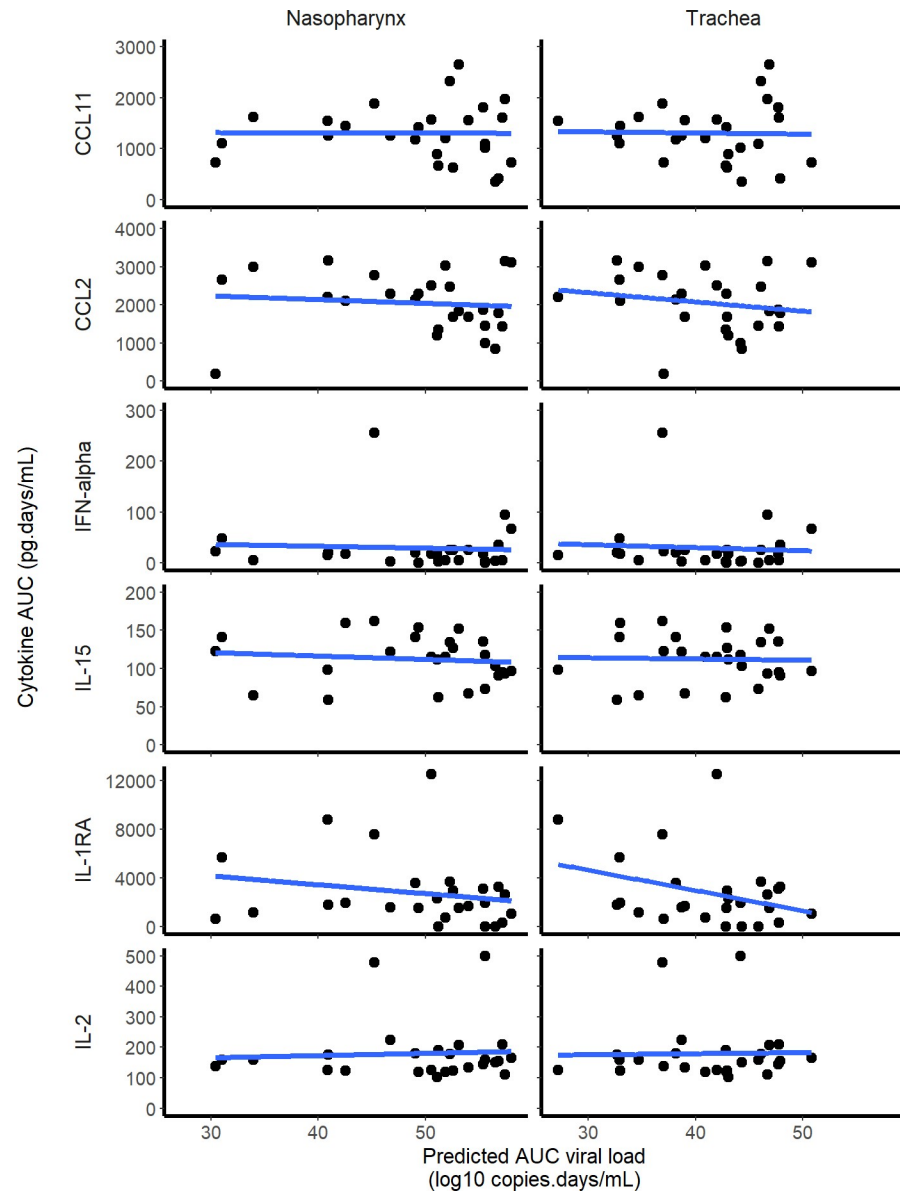 Nasopharynx
Trachea
Cytokine AUC (pg.days/mL)
CCL11
3000
2000
1000
0
CCL2
4000
3000
2000
1000
0
IFN-alpha
300
200
100
0
IL-15
200
150
100
50
0
IL-1RA
12000
8000
4000
0
IL-2
500
400
300
200
100
0
30 40 50
30 40 50
Predicted AUC viral load
(log10 copies.days/mL)